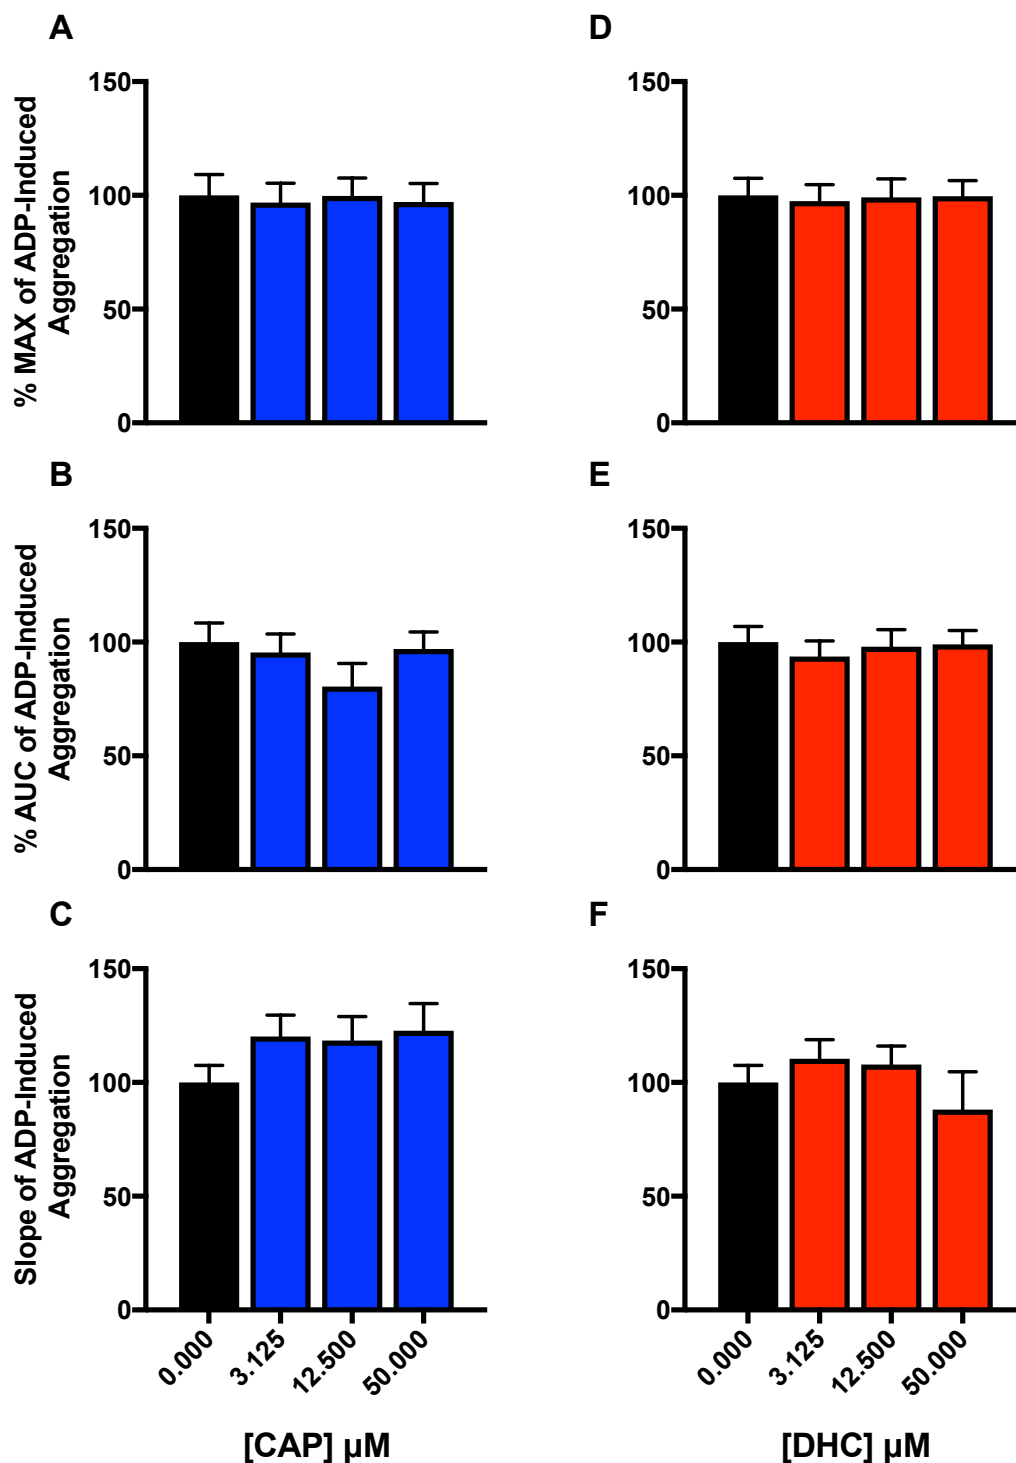 A
% MAX of ADP-Induced
Aggregation
150
100
50
0
D
150
100
50
0
B
% AUC of ADP-Induced
Aggregation
150
100
50
0
E
150
100
50
0
C
Slope of ADP-Induced
Aggregation
150
100
50
0
0.000
3.125
12.500
50.000
[CAP] µM
F
150
100
50
0
0.000
3.125
12.500
50.000
[DHC] µM